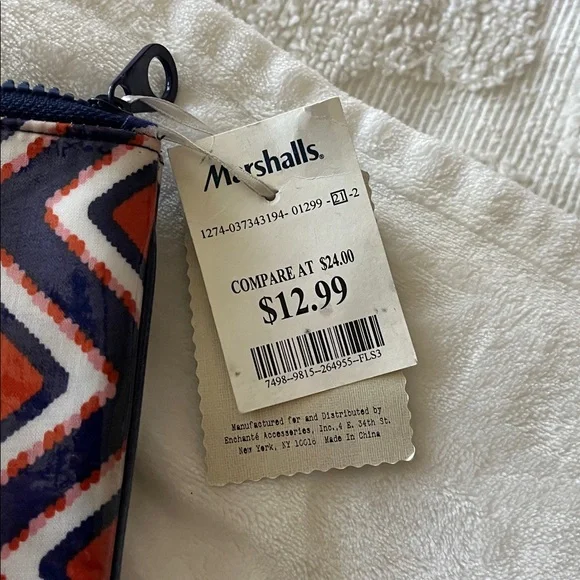 Marshalls®
1274-037343194- 01299 -21-2
COMPARE AT $24.00
$12.99
7498--9815--264955--FLS3
Manufactured for and Distributed by
Enchanté Accessories, Inc.,4 E. 34th St.
New York, NY 10016 Made In China